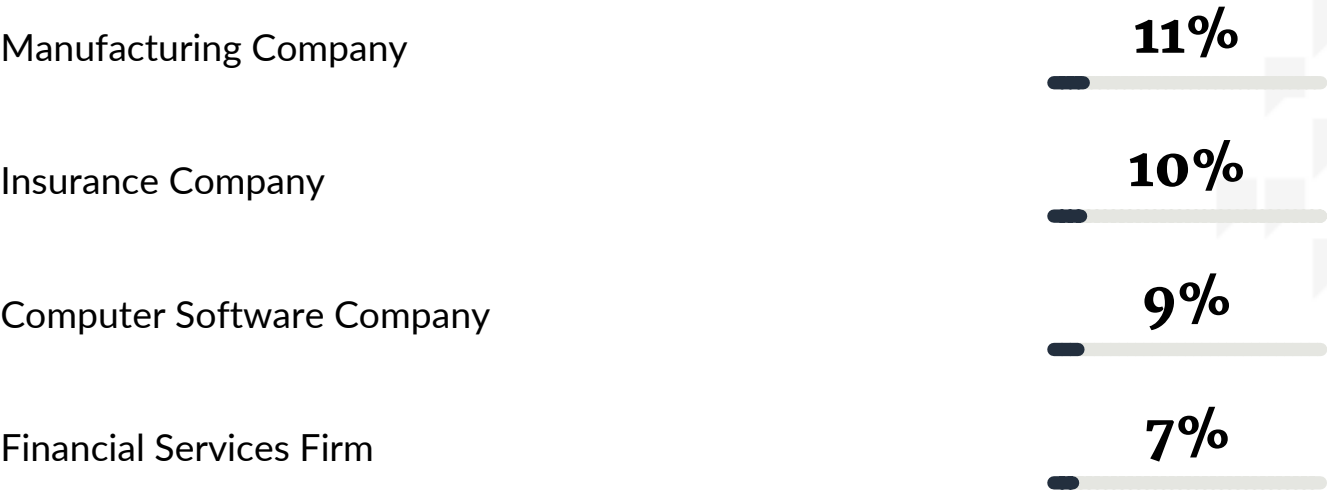 Manufacturing Company 11%
Insurance Company 10%
Computer Software Company 9%
Financial Services Firm 7%